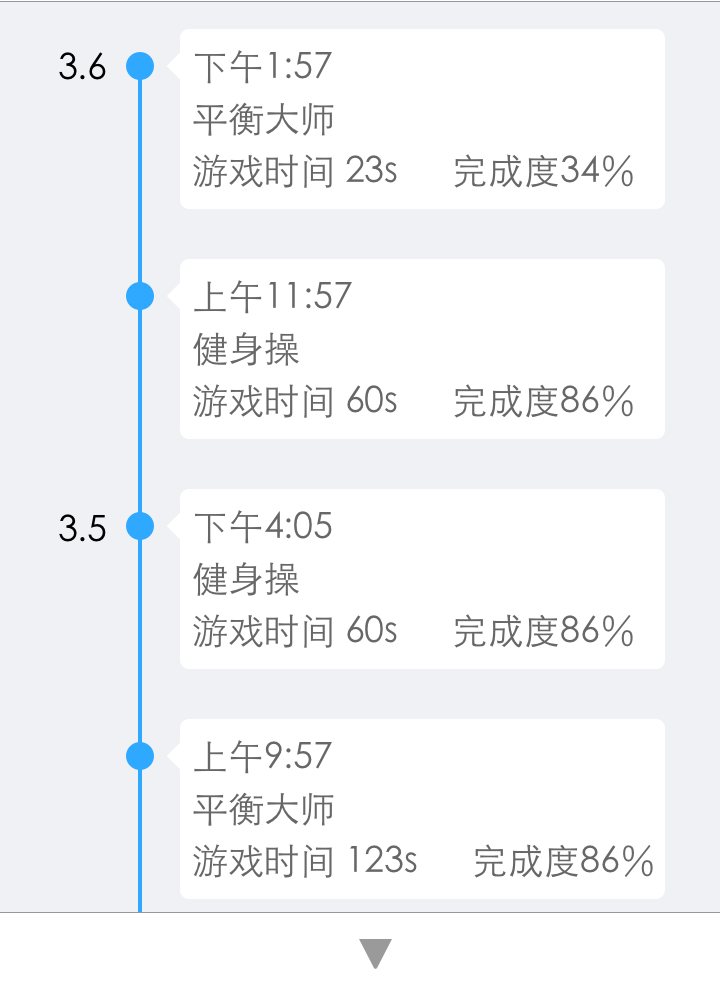 3.6
下午1:57
平衡大师
游戏时间 23s 完成度34%
上午11:57
健身操
游戏时间 60s 完成度86%
3.5
下午4:05
健身操
游戏时间 60s 完成度86%
上午9:57
平衡大师
游戏时间 123s 完成度86%